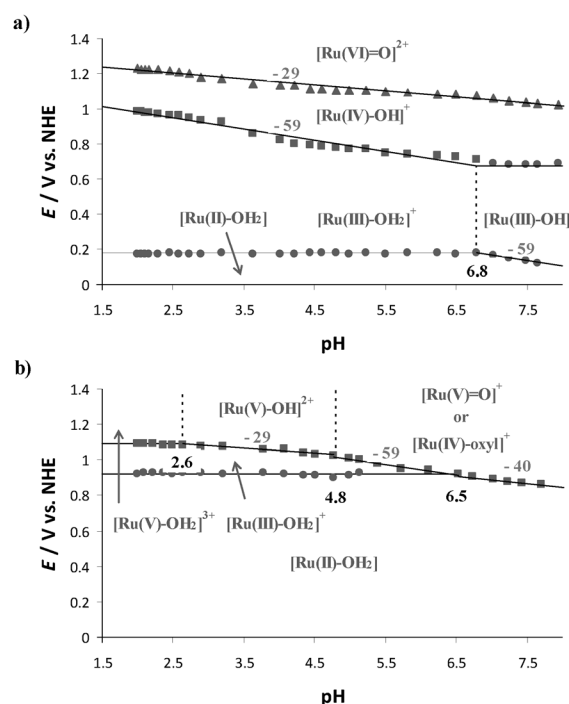 a)
E / V vs. NHE
1.4
1.2
1
0.8
0.6
0.4
0.2
0
[Ru(VI)=O]2+
- 29
[Ru(IV)-OH]+
- 59
[Ru(II)-OH2]
[Ru(III)-OH2]+
[Ru(III)-OH]
- 59
6.8
1.5 2.5 3.5 4.5 5.5 6.5 7.5
pH
b)
E / V vs. NHE
1.4
1.2
1
0.8
0.6
0.4
0.2
0
[Ru(V)-OH]2+
[Ru(V)=O]+
or
[Ru(IV)-oxyl]+
- 29
- 59
- 40
2.6
4.8
6.5
[Ru(V)-OH2]3+
[Ru(III)-OH2]+
[Ru(II)-OH2]
1.5 2.5 3.5 4.5 5.5 6.5 7.5
pH